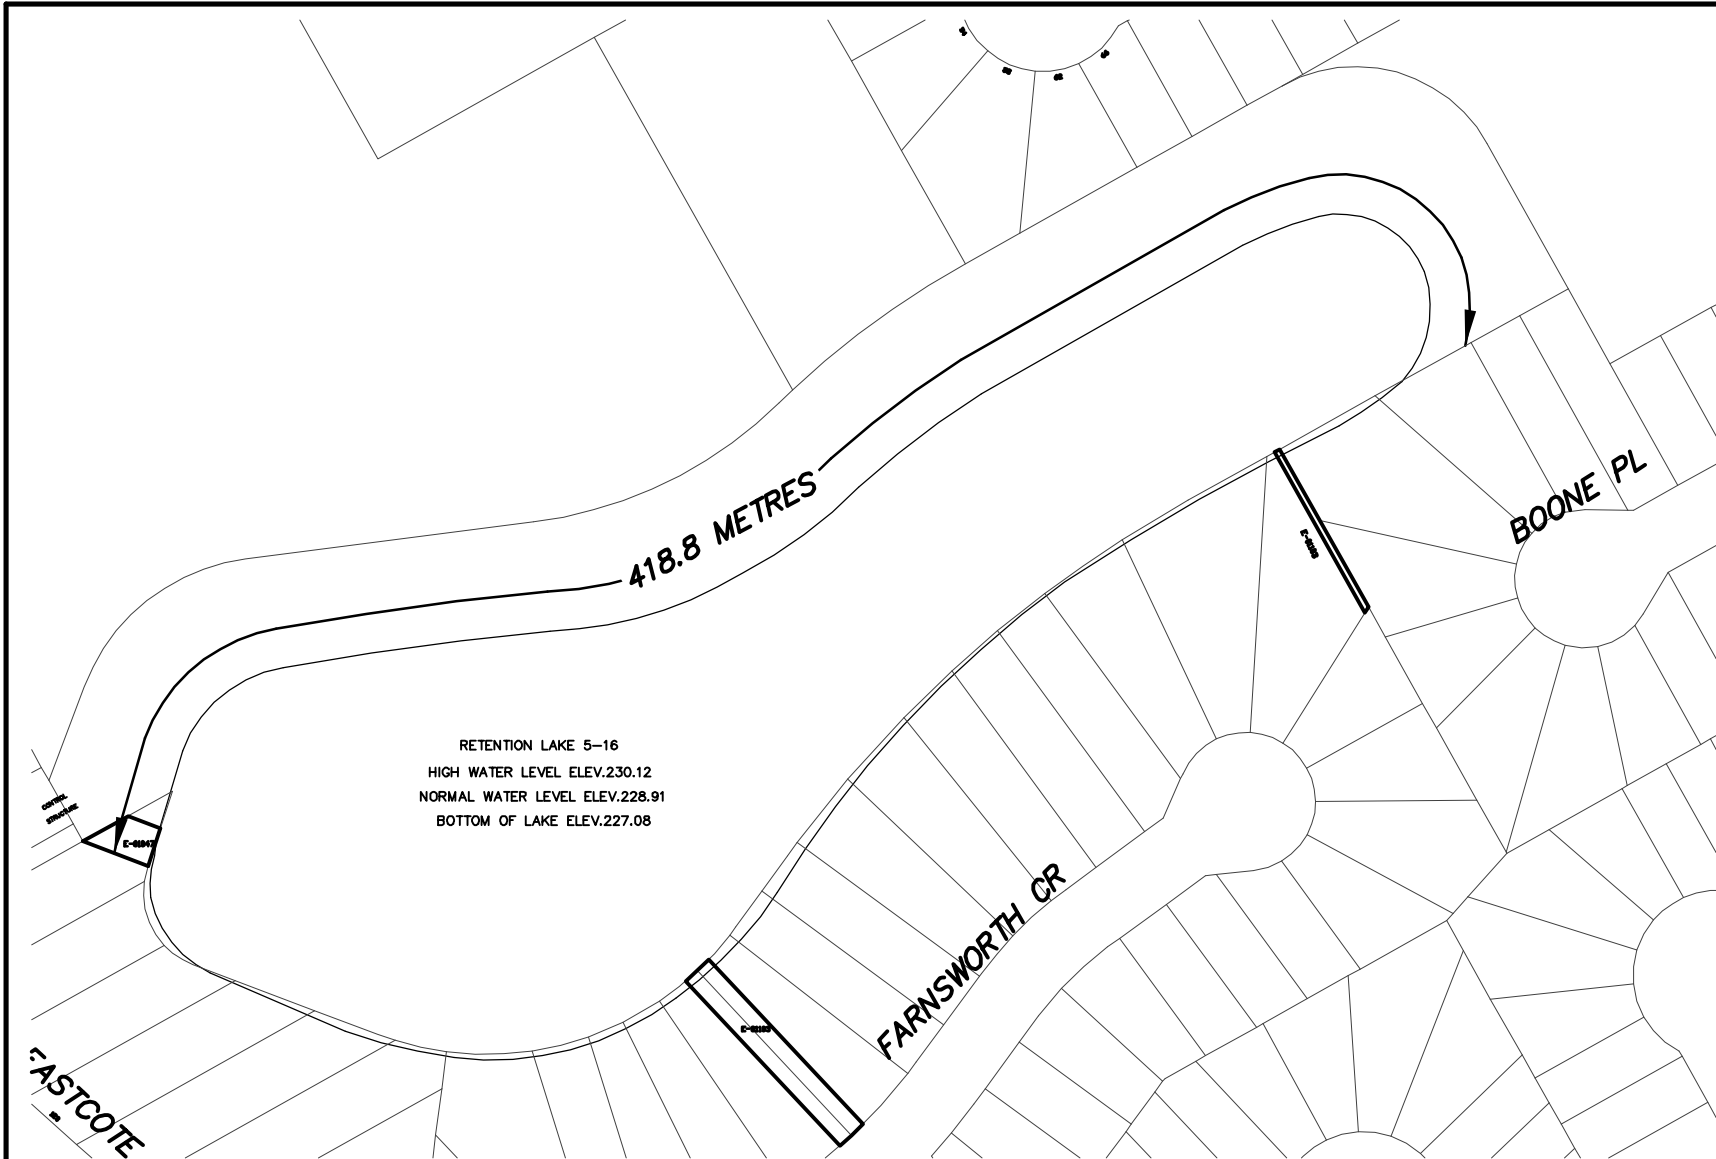 BOONE PL
418.8 METRES
RETENTION LAKE 5-16
HIGH WATER LEVEL ELEV.230.12
NORMAL WATER LEVEL ELEV.228.91
BOTTOM OF LAKE ELEV.227.08
CONTROL
STRUCTURE
FARNSWORTH CR
EASTCOTE